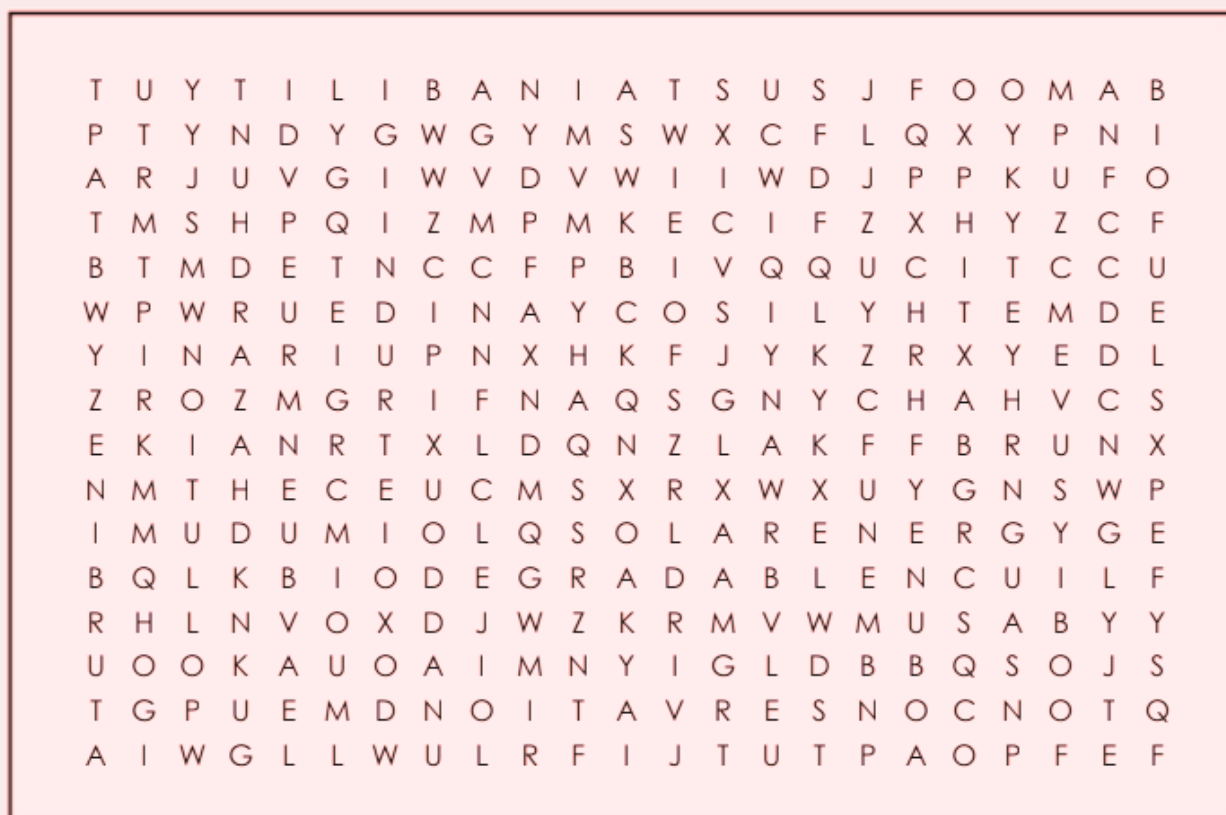 T U Y T I L I B A N I A T S U S J F O O M A B
P T Y N D Y G W G Y M S W X C F L Q X Y P N I
A R J U V G I W V D V W I I W D J P P K U F O
T M S H P Q I Z M P M K E C I F Z X H Y Z C F
B T M D E T N C C F P B I V Q Q U C I T C C U
W P W R U E D I N A Y C O S I L Y H T E M D E
Y I N A R I U P N X H K F J Y K Z R X Y E D L
Z R O Z M G R I F N A Q S G N Y C H A H V C S
E K I A N R T X L D Q N Z L A K F F B R U N X
N M T H E C E U C M S X R X W X U Y G N S W P
I M U D U M I O L Q S O L A R E N E R G Y G E
B Q L K B I O D E G R A D A B L E N C U I L F
R H L N V O X D J W Z K R M V W M U S A B Y Y
U O O K A U O A I M N Y I G L D B B Q S O J S
T G P U E M D N O I T A V R E S N O C N O T Q
A I W G L L W U L R F I J T U T P A O P F E F